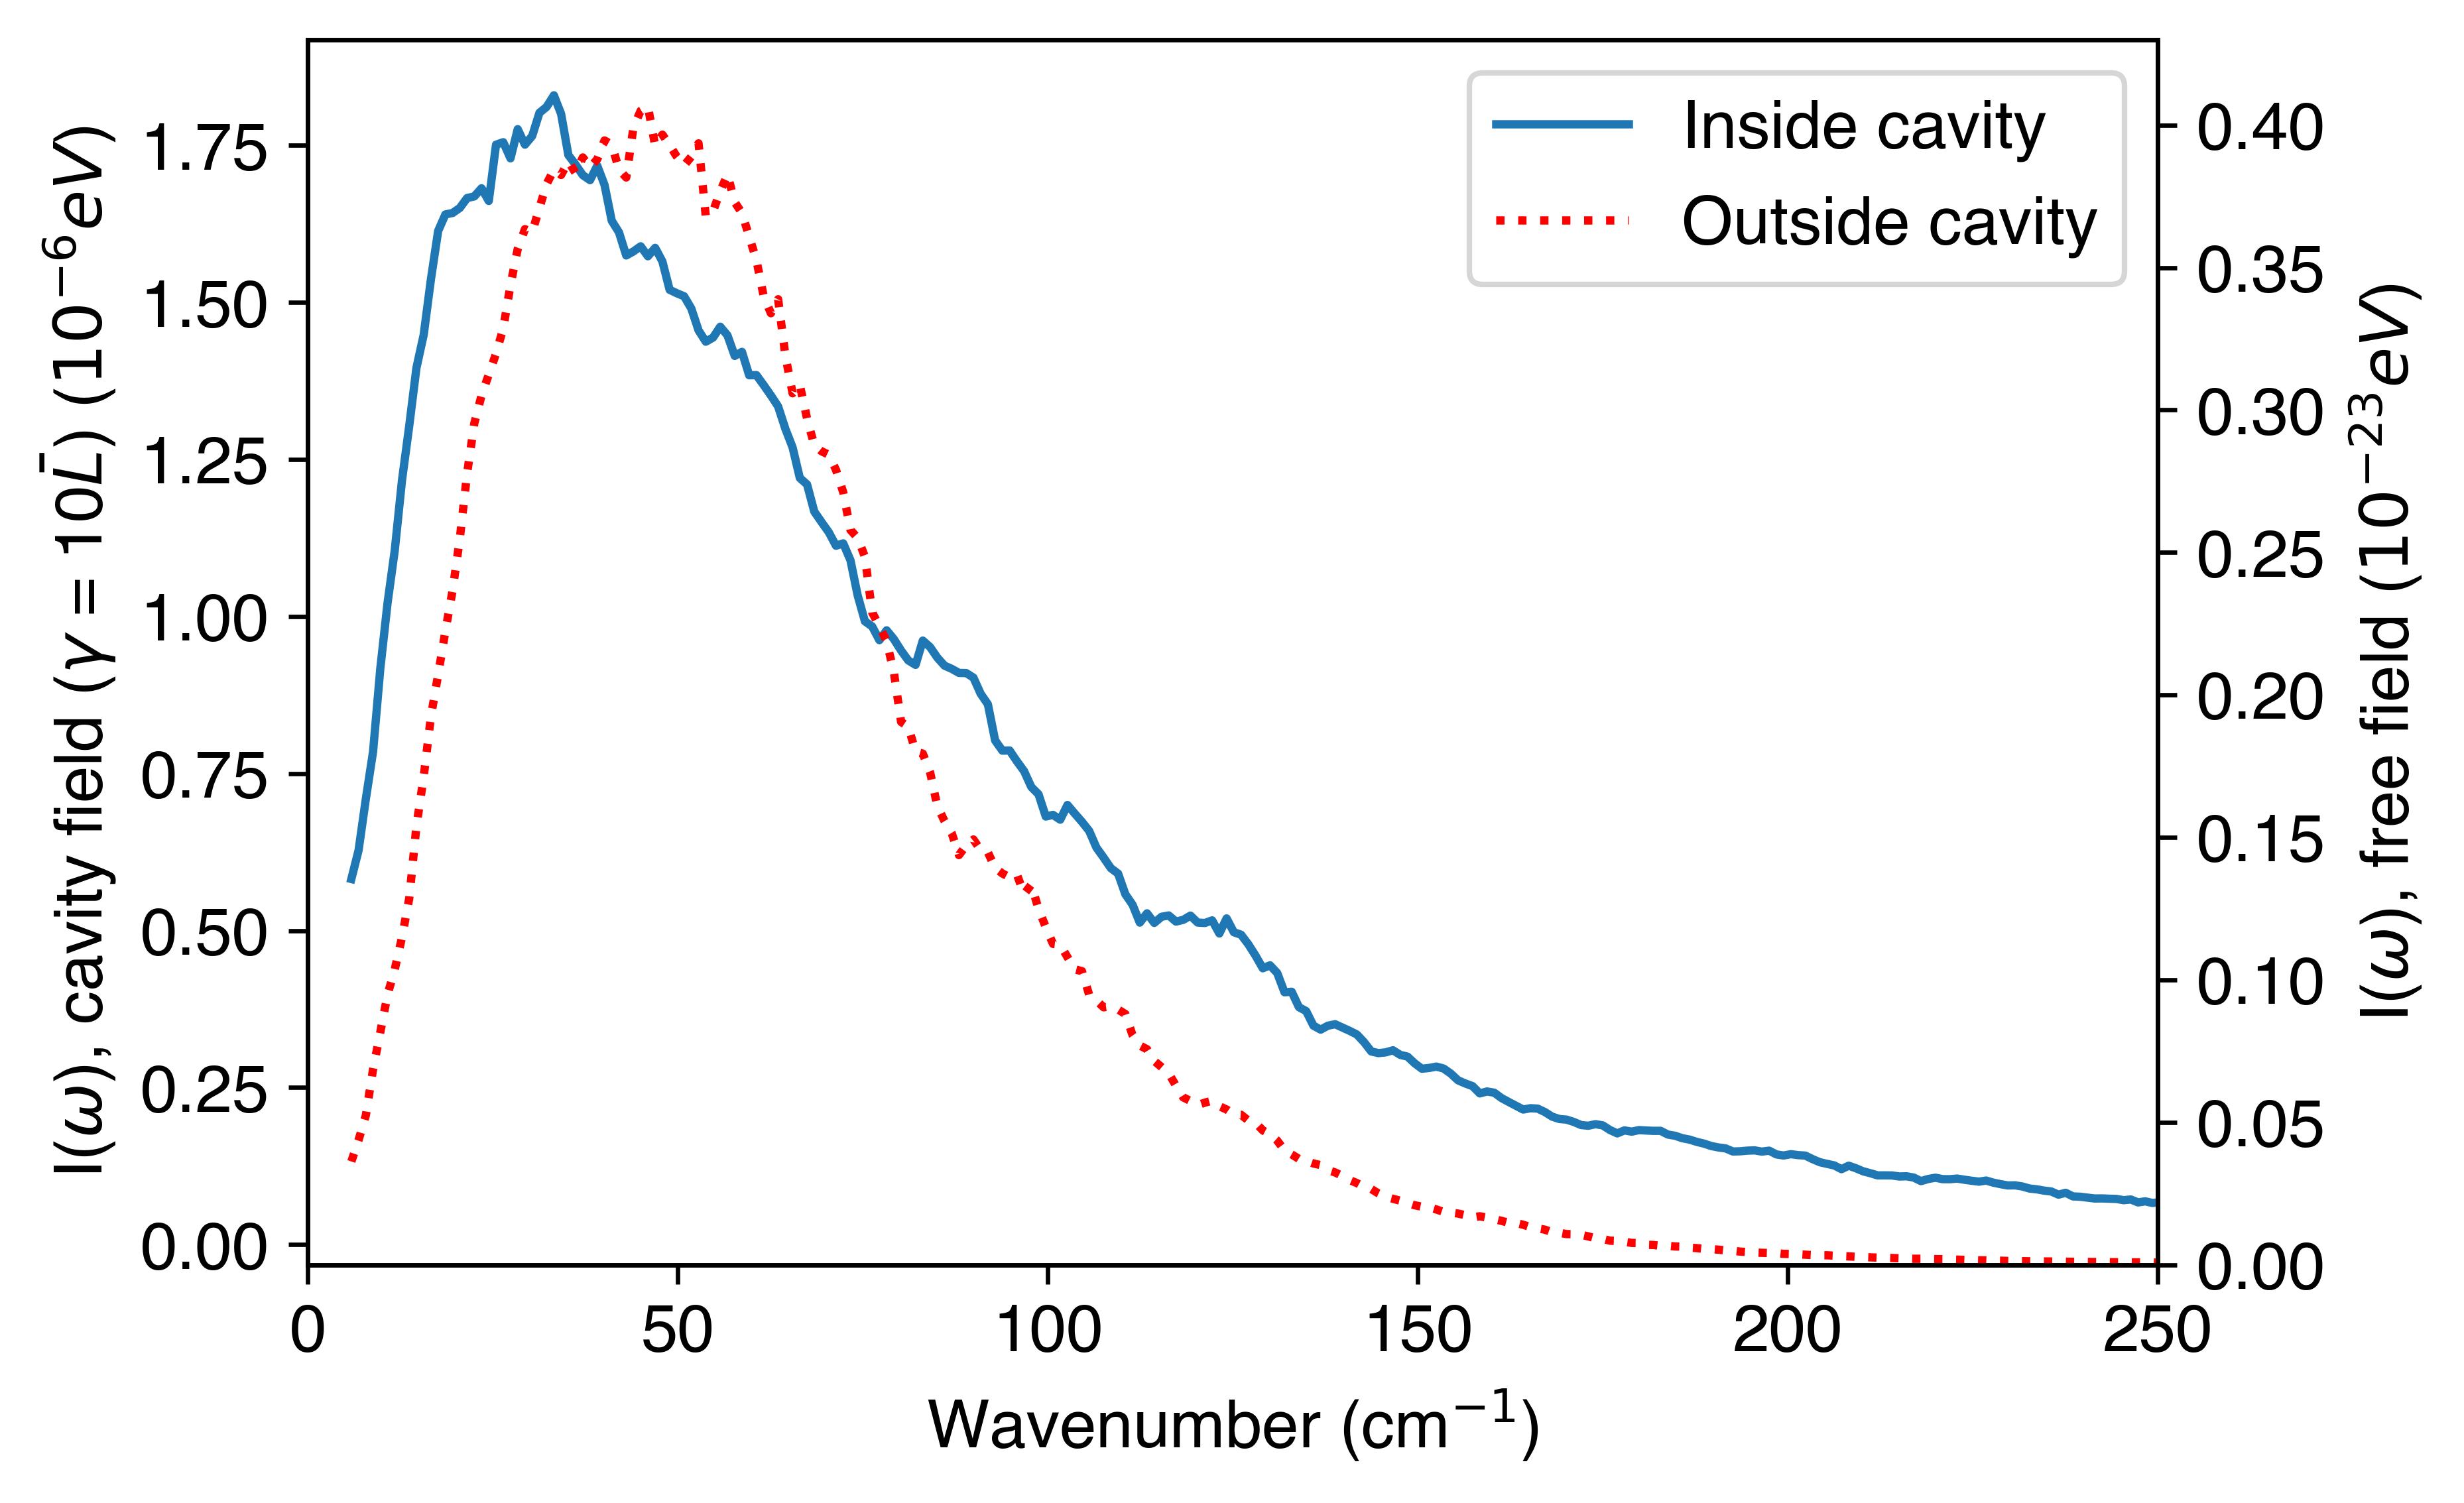 I(ω), cavity field (γ = 10L̄) (10⁻⁶eV)
1.75
1.50
1.25
1.00
0.75
0.50
0.25
0.00
Inside cavity
Outside cavity
0.40
0.35
0.30
0.25
0.20
0.15
0.10
0.05
0.00
I(ω), free field (10⁻²³eV)
0 50 100 150 200 250
Wavenumber (cm⁻¹)